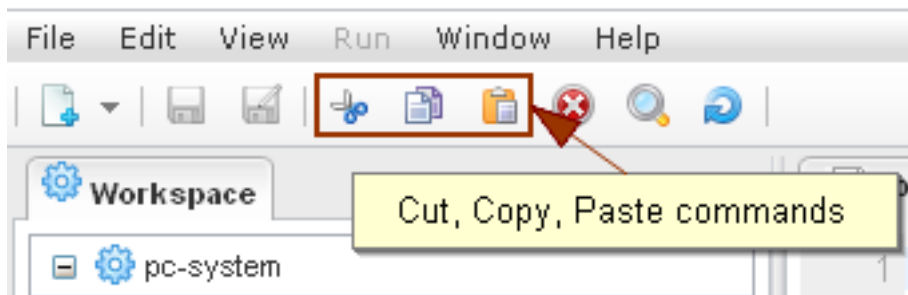 File Edit View Run Window Help
Workspace
Cut, Copy, Paste commands
pc-system
1